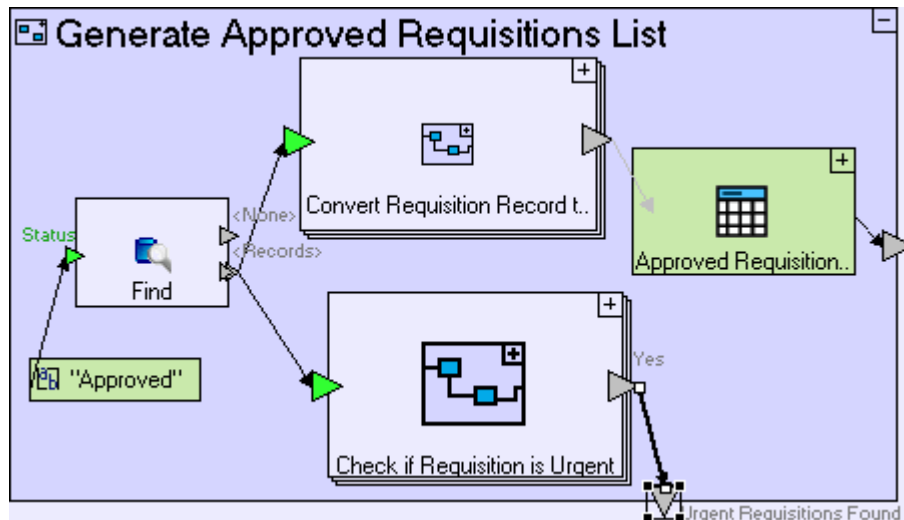 Generate Approved Requisitions List
Convert Requisition Record t..
<None>
Status
<Records>
Find
Approved Requisition..
ab "Approved"
Yes
Check if Requisition is Urgent
Urgent Requisitions Found